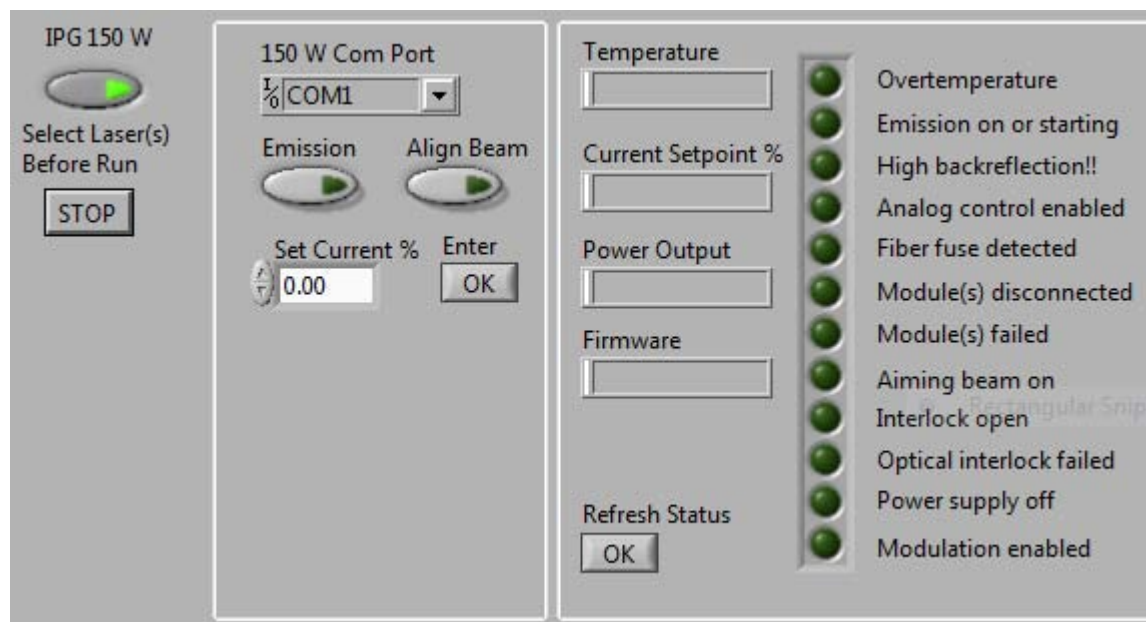 IPG 150 W
Select Laser(s)
Before Run
STOP
150 W Com Port
I/O COM1
Emission Align Beam
Set Current % Enter
0.00 OK
Temperature
Current Setpoint %
Power Output
Firmware
Refresh Status
OK
Overtemperature
Emission on or starting
High backreflection!!
Analog control enabled
Fiber fuse detected
Module(s) disconnected
Module(s) failed
Aiming beam on
Rectangular Snip
Interlock open
Optical interlock failed
Power supply off
Modulation enabled